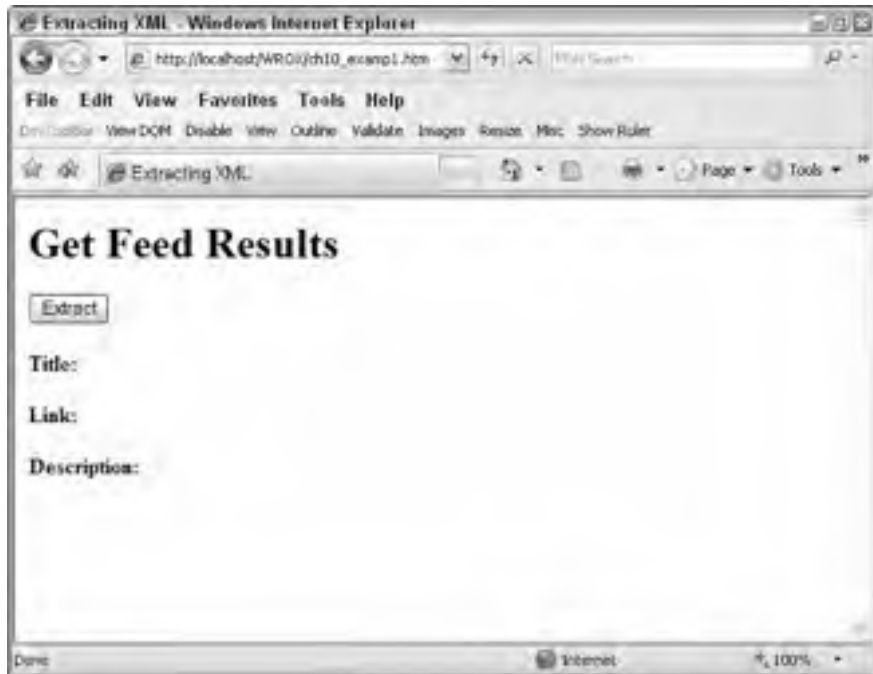 Extracting XML - Windows Internet Explorer
http://localhost/WROX/ch10_examp1.htm
File Edit View Favorites Tools Help
View DOM Disable View Outline Validate Images Resize Misc Show Ruler
Extracting XML
Page Tools
Get Feed Results
Extract
Title:
Link:
Description:
Done
Internet
100%